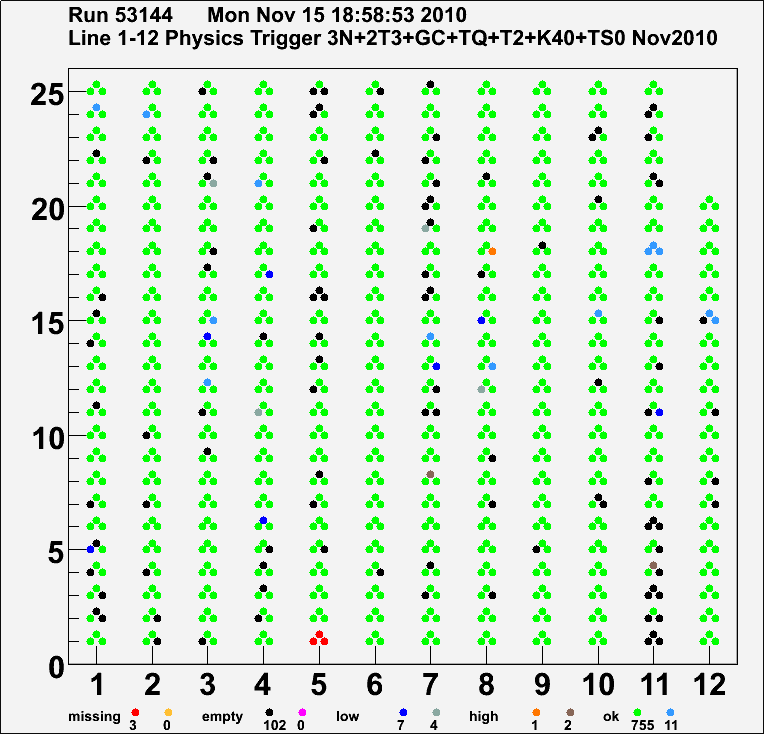 Run 53144 Mon Nov 15 18:58:53 2010
Line 1-12 Physics Trigger 3N+2T3+GC+TQ+T2+K40+TS0 Nov2010
25
20
15
10
5
0
1 2 3 4 5 6 7 8 9 10 11 12
missing empty low high ok
3 0 102 0 7 4 1 2 755 11